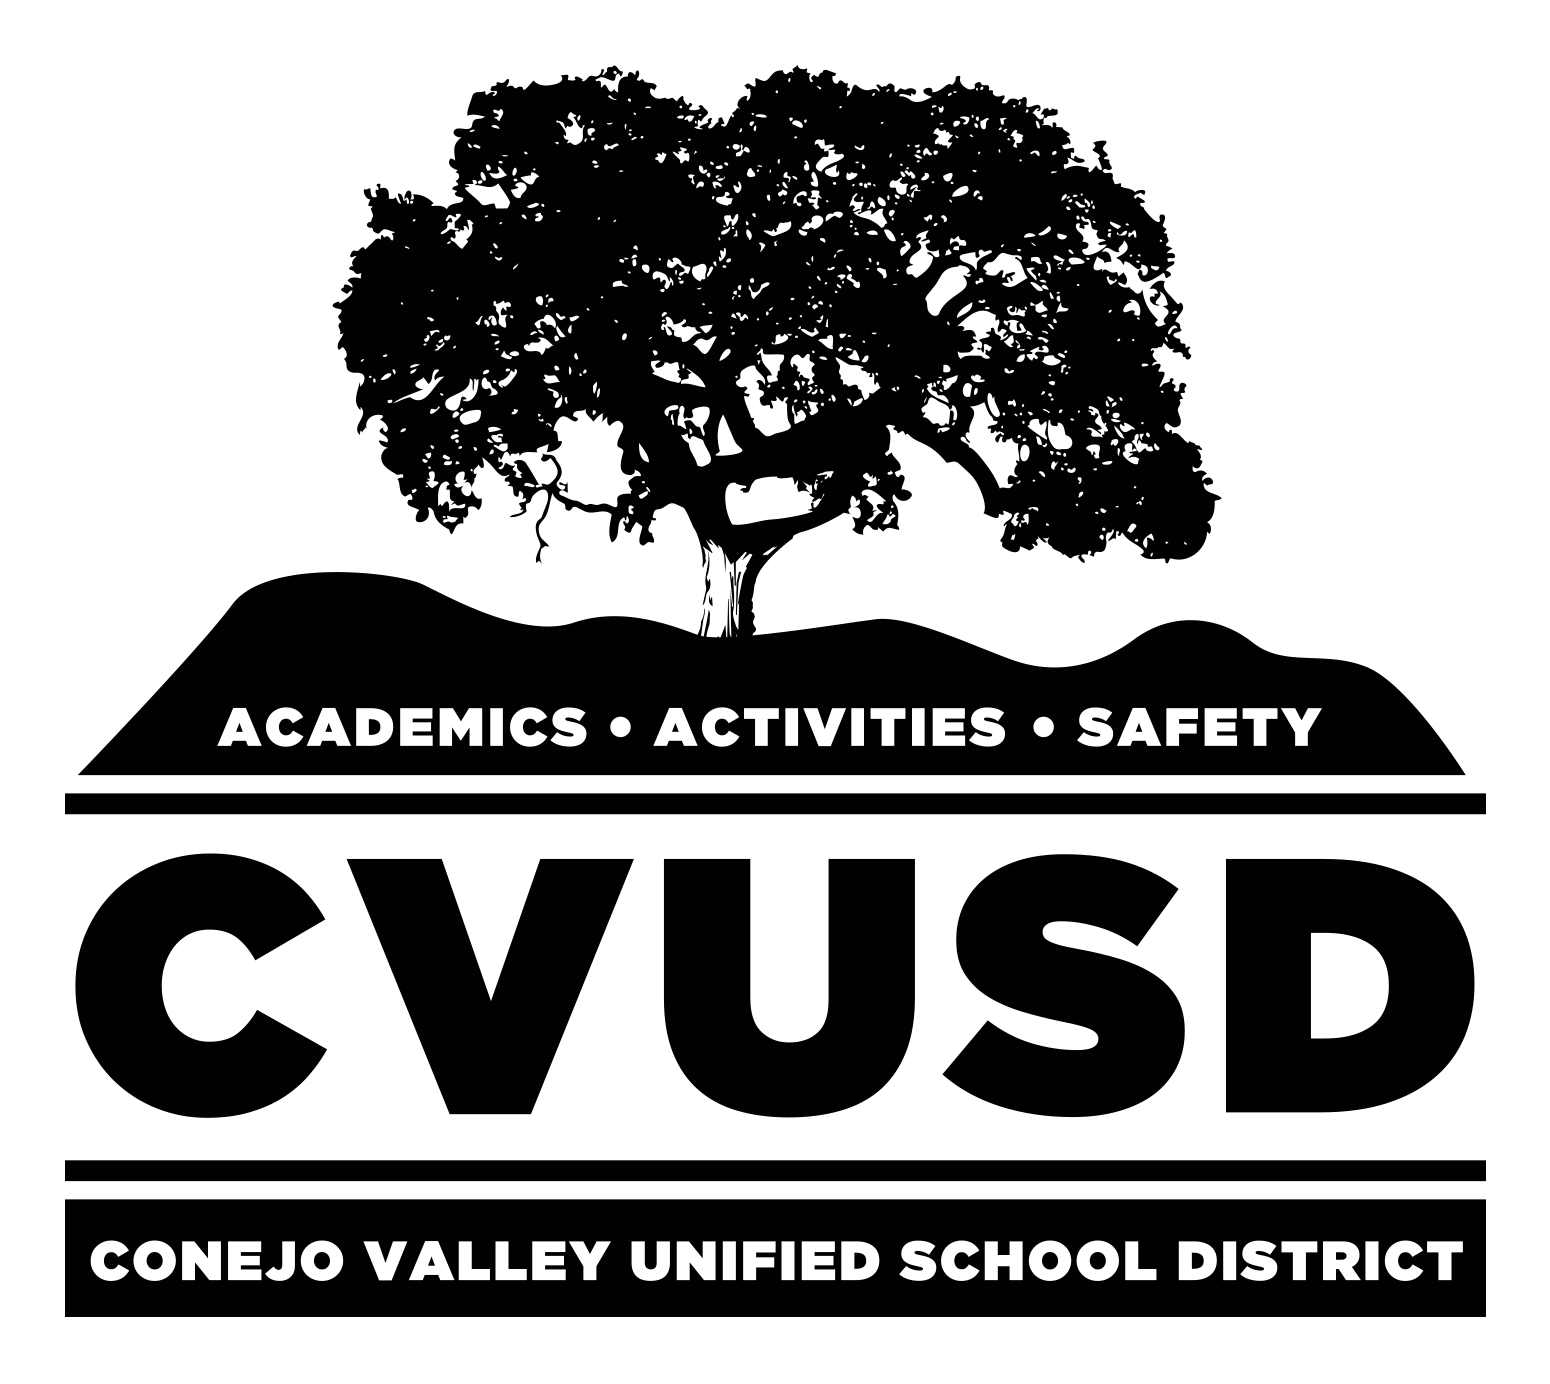 ACADEMICS • ACTIVITIES • SAFETY
CVUSD
CONEJO VALLEY UNIFIED SCHOOL DISTRICT